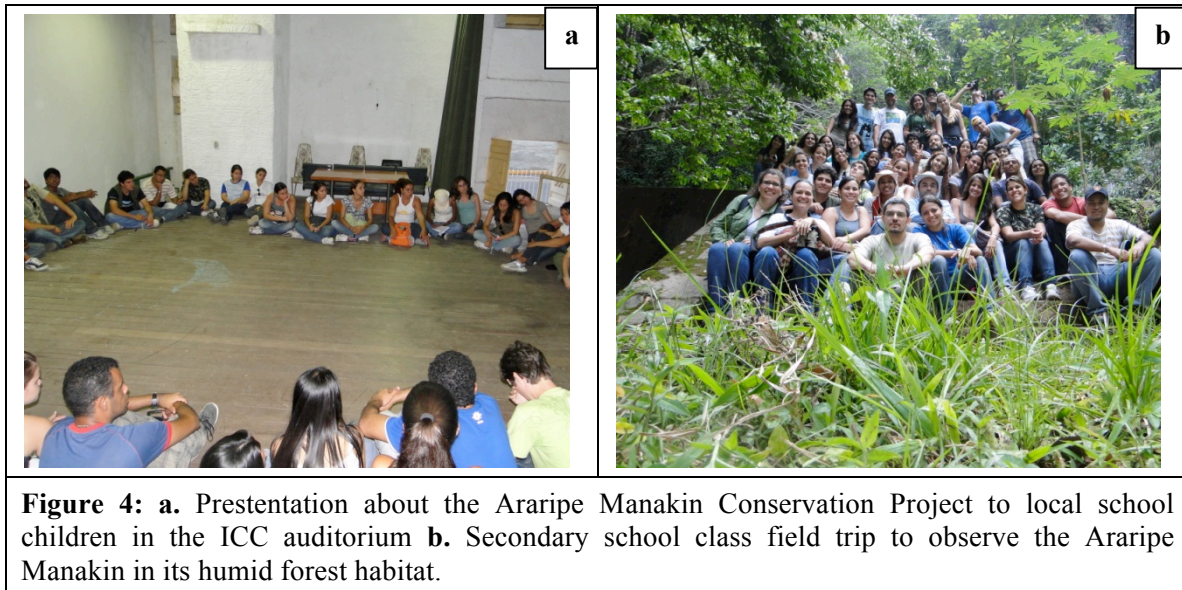 a
b
Figure 4: a. Prestentation about the Araripe Manakin Conservation Project to local school
children in the ICC auditorium b. Secondary school class field trip to observe the Araripe
Manakin in its humid forest habitat.